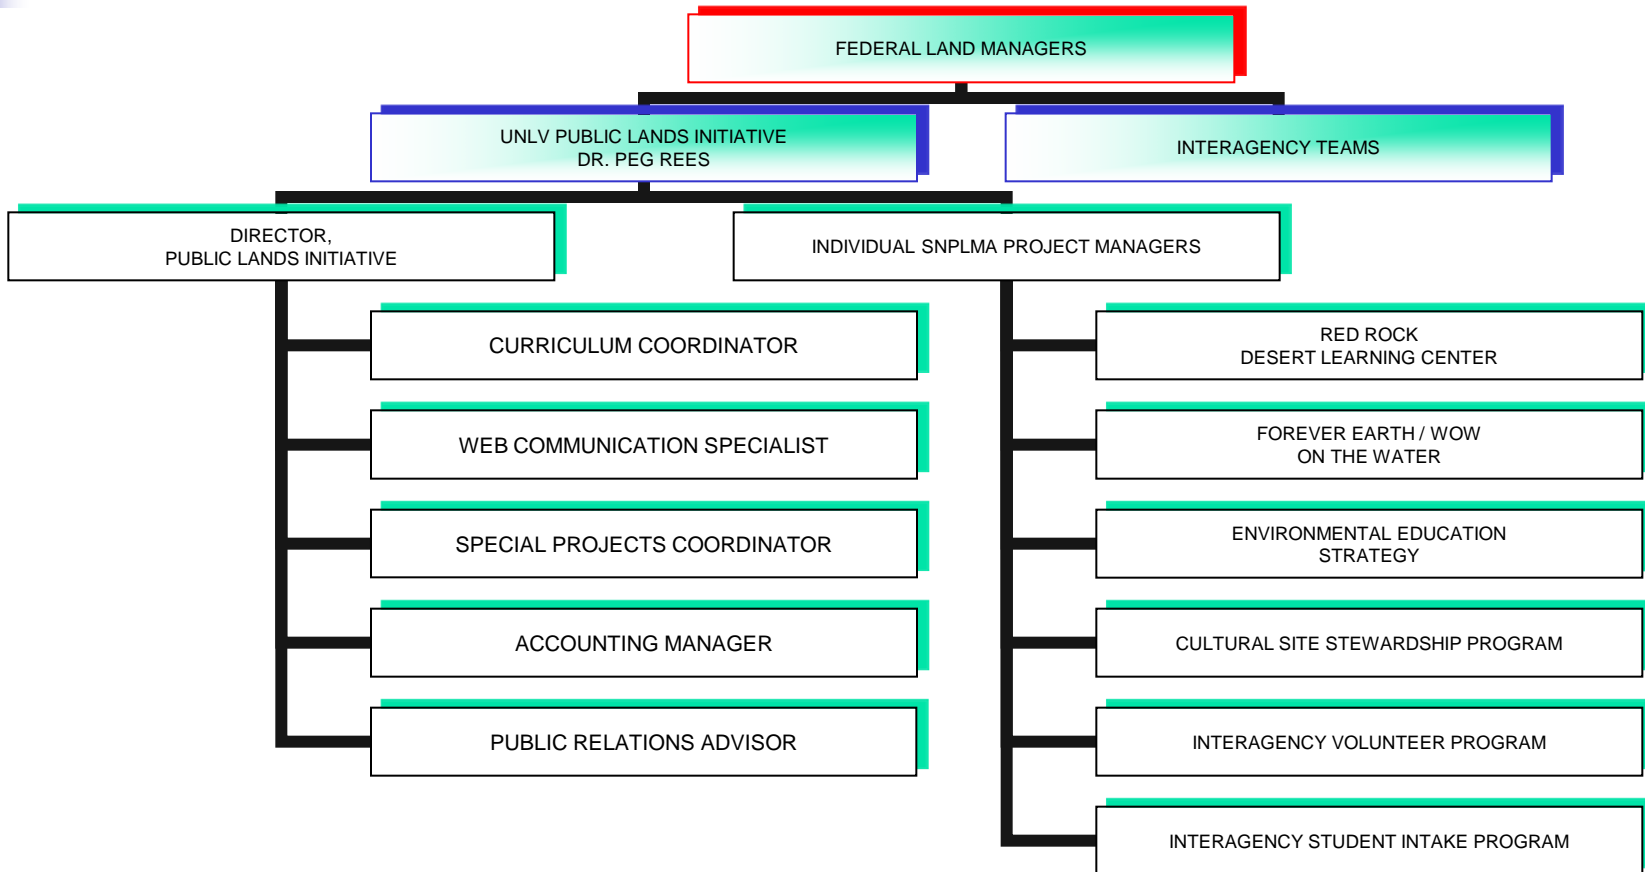 FEDERAL LAND MANAGERS
UNLV PUBLIC LANDS INITIATIVE
DR. PEG REES
INTERAGENCY TEAMS
DIRECTOR,
PUBLIC LANDS INITIATIVE
INDIVIDUAL SNPLMA PROJECT MANAGERS
CURRICULUM COORDINATOR
WEB COMMUNICATION SPECIALIST
SPECIAL PROJECTS COORDINATOR
ACCOUNTING MANAGER
PUBLIC RELATIONS ADVISOR
RED ROCK
DESERT LEARNING CENTER
FOREVER EARTH / WOW
ON THE WATER
ENVIRONMENTAL EDUCATION
STRATEGY
CULTURAL SITE STEWARDSHIP PROGRAM
INTERAGENCY VOLUNTEER PROGRAM
INTERAGENCY STUDENT INTAKE PROGRAM